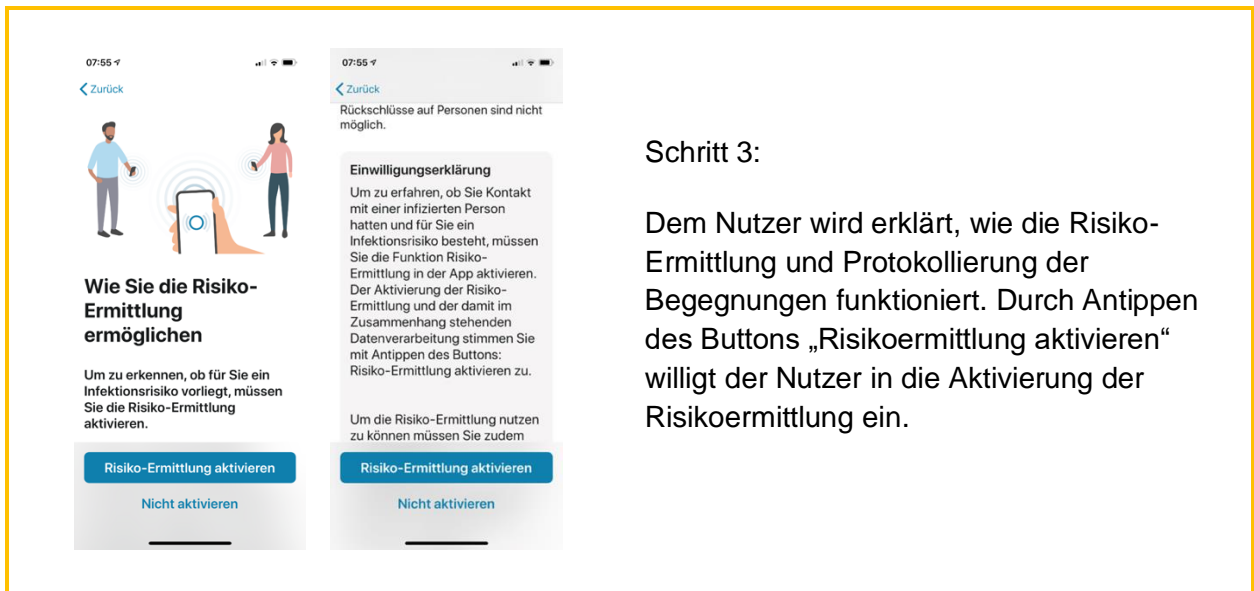 07:55
Zurück
Wie Sie die Risiko-
Ermittlung
ermöglichen
Um zu erkennen, ob für Sie ein
Infektionsrisiko vorliegt, müssen
Sie die Risiko-Ermittlung
aktivieren.
Risiko-Ermittlung aktivieren
Nicht aktivieren
07:55
Zurück
Rückschlüsse auf Personen sind nicht
möglich.
Einwilligungserklärung
Um zu erfahren, ob Sie Kontakt
mit einer infizierten Person
hatten und für Sie ein
Infektionsrisiko besteht, müssen
Sie die Funktion Risiko-
Ermittlung in der App aktivieren.
Der Aktivierung der Risiko-
Ermittlung und der damit im
Zusammenhang stehenden
Datenverarbeitung stimmen Sie
mit Antippen des Buttons:
Risiko-Ermittlung aktivieren zu.
Um die Risiko-Ermittlung nutzen
zu können müssen Sie zudem
Risiko-Ermittlung aktivieren
Nicht aktivieren
Schritt 3:
Dem Nutzer wird erklärt, wie die Risiko-
Ermittlung und Protokollierung der
Begegnungen funktioniert. Durch Antippen
des Buttons „Risikoermittlung aktivieren“
willigt der Nutzer in die Aktivierung der
Risikoermittlung ein.